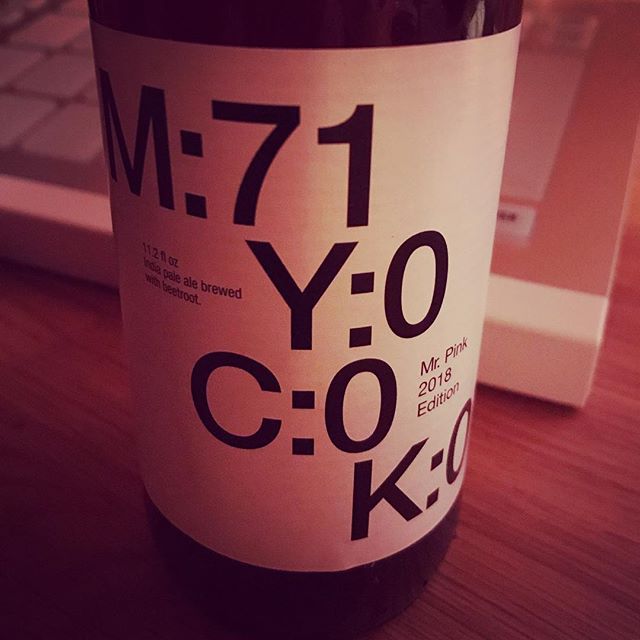 M:71
11.2 fl oz
India pale ale brewed
with beetroot.
Y:0
C:0
Mr. Pink
2018
Edition
K:0